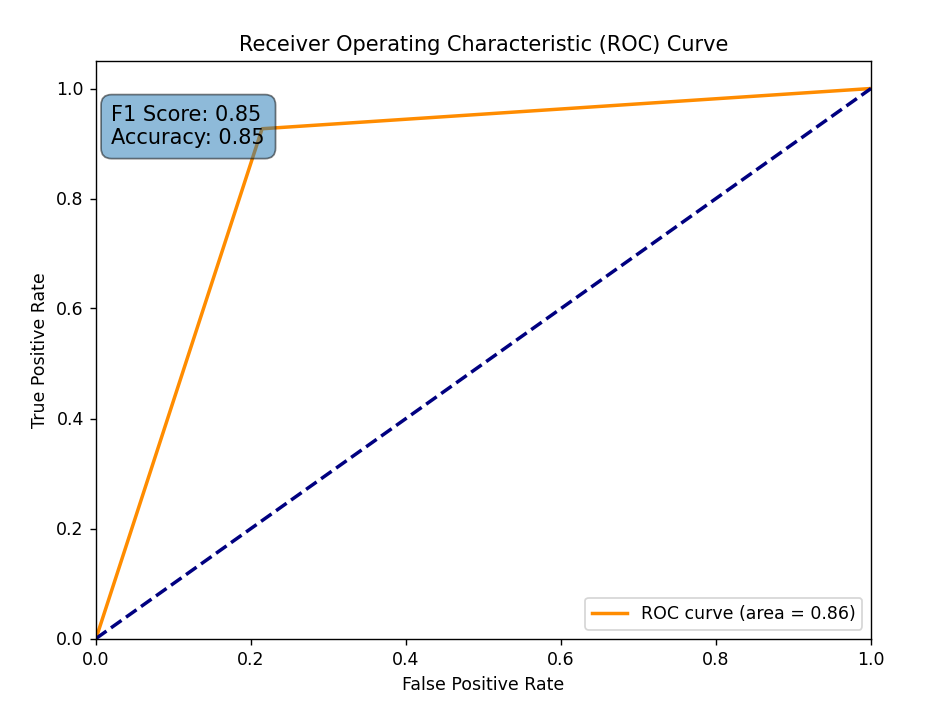 Receiver Operating Characteristic (ROC) Curve
F1 Score: 0.85
Accuracy: 0.85
True Positive Rate
1.0
0.8
0.6
0.4
0.2
0.0
ROC curve (area = 0.86)
0.0 0.2 0.4 0.6 0.8 1.0
False Positive Rate